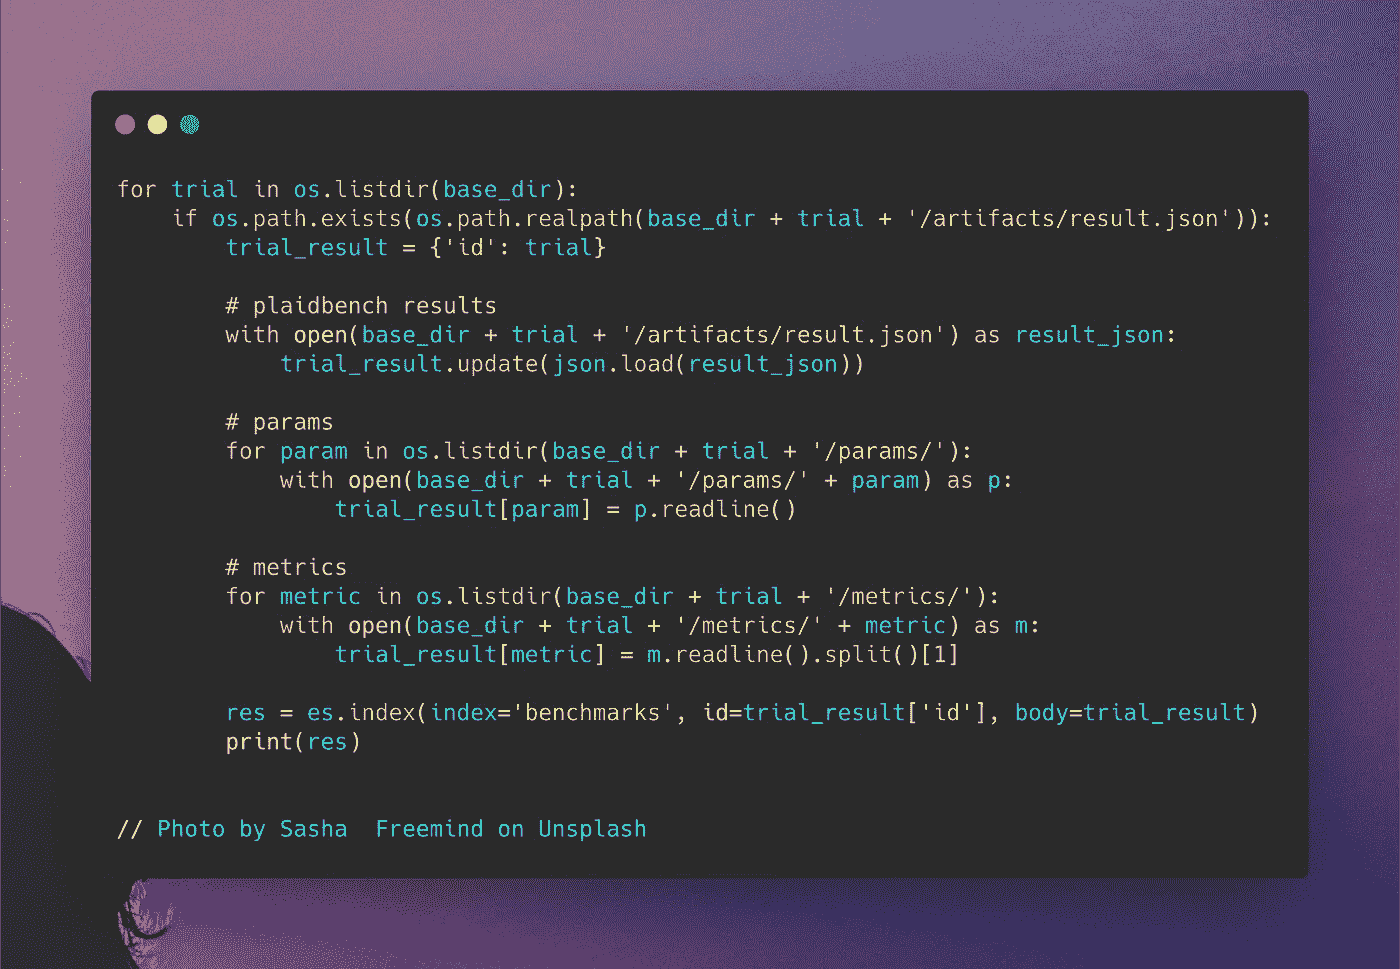 for trial in os.listdir(base_dir):
    if os.path.exists(os.path.realpath(base_dir + trial + '/artifacts/result.json')):
        trial_result = {'id': trial}

        # plaidbench results
        with open(base_dir + trial + '/artifacts/result.json') as result_json:
            trial_result.update(json.load(result_json))

        # params
        for param in os.listdir(base_dir + trial + '/params/'):
            with open(base_dir + trial + '/params/' + param) as p:
                trial_result[param] = p.readline()

        # metrics
        for metric in os.listdir(base_dir + trial + '/metrics/'):
            with open(base_dir + trial + '/metrics/' + metric) as m:
                trial_result[metric] = m.readline().split()[1]

        res = es.index(index='benchmarks', id=trial_result['id'], body=trial_result)
        print(res)


// Photo by Sasha  Freemind on Unsplash